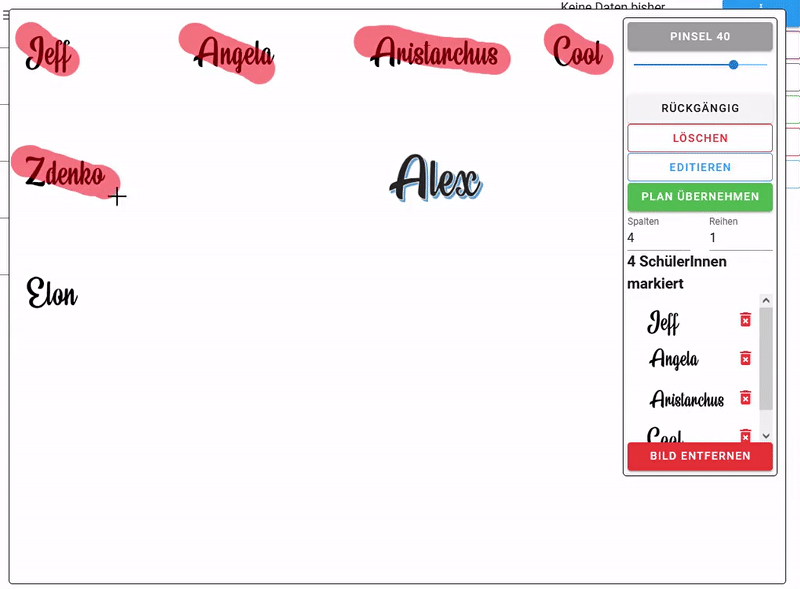 Keine Daten bisher
Jeff Angela Aristarchus Cool
Zdenko Alex
Elon
PINSEL 40
RÜCKGÄNGIG
LÖSCHEN
EDITIEREN
PLAN ÜBERNEHMEN
Spalten Reihen
4 1
4 SchülerInnen
markiert
Jeff
Angela
Aristarchus
Cool
BILD ENTFERNEN